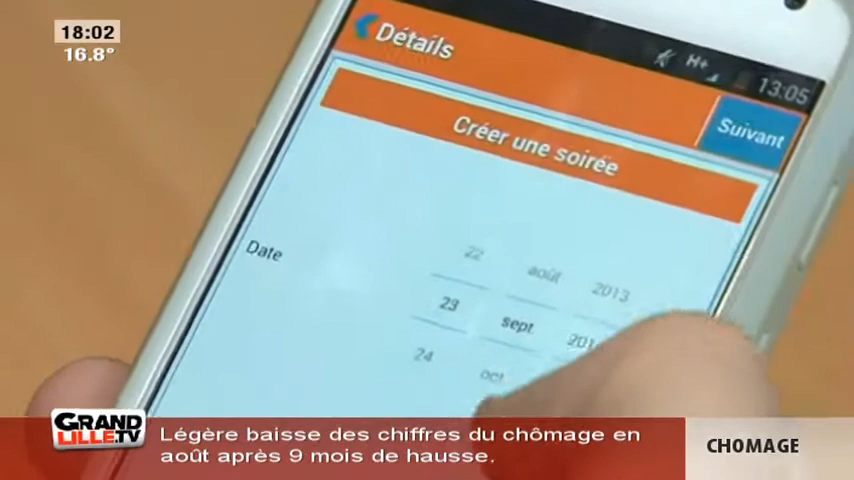 18:02
16.8°
Détails
H+
13:05
Suivant
Créer une soirée
Date
22 août 2013
23 sept.
24 oct.
GRAND
LILLE.TV
Légère baisse des chiffres du chômage en
août après 9 mois de hausse.
CHOMAGE